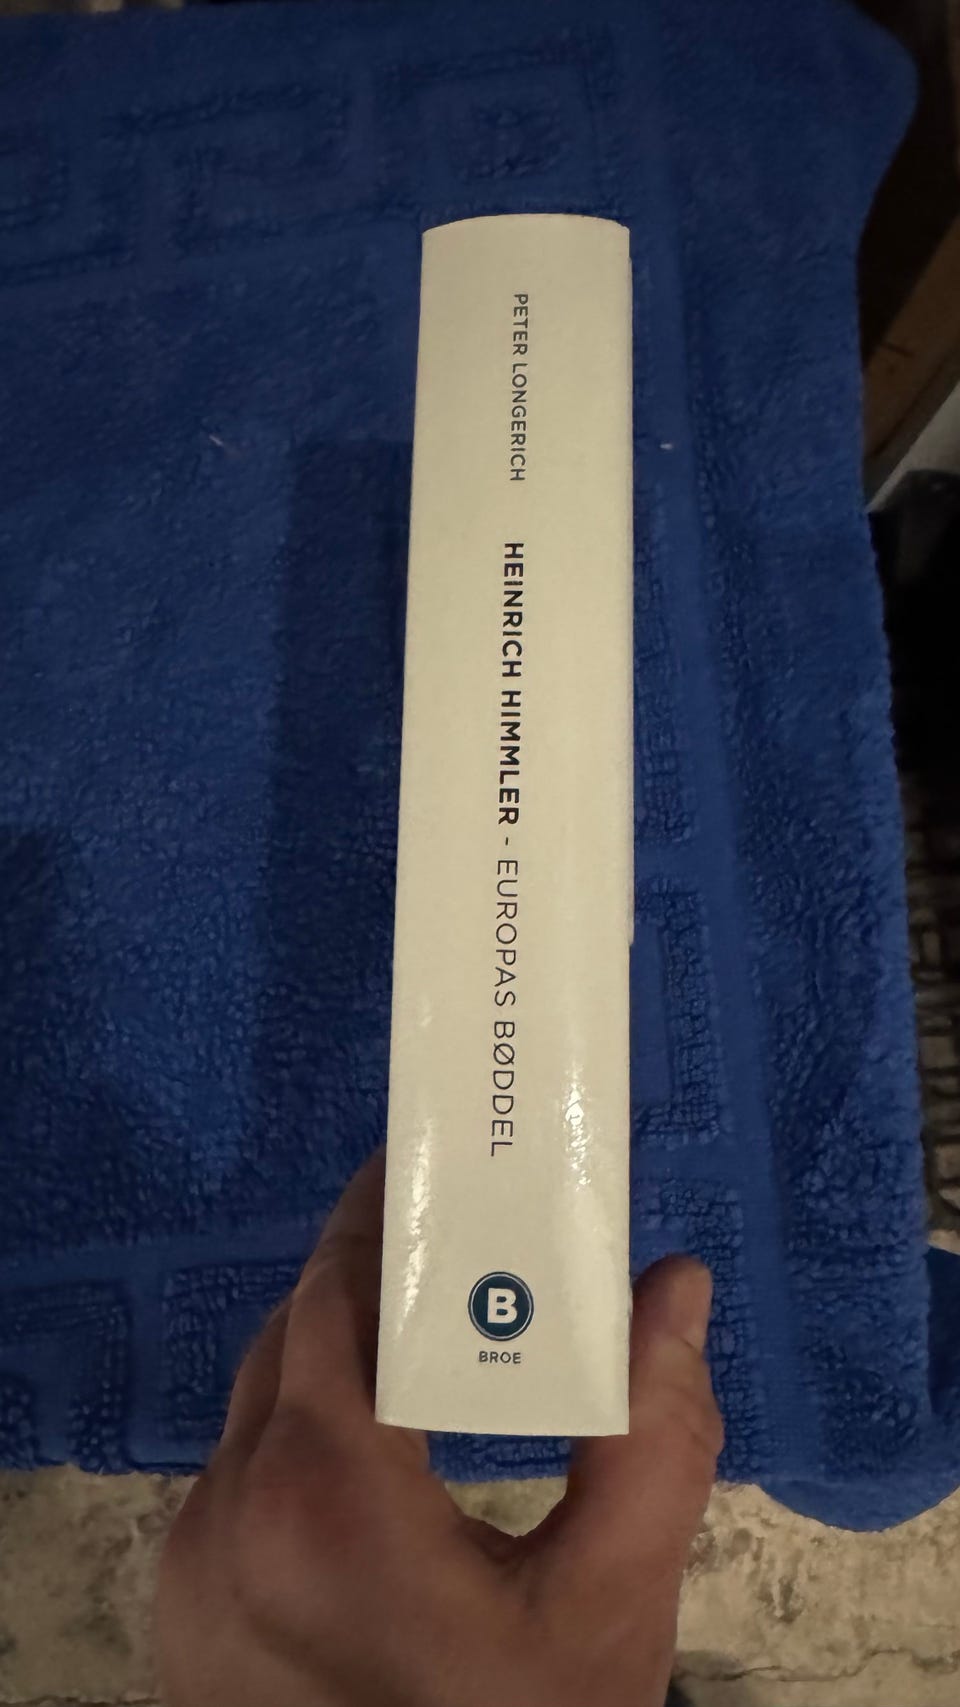 PETER LONGERICH
HEINRICH HIMMLER - EUROPAS BØDDEL
B
BROE